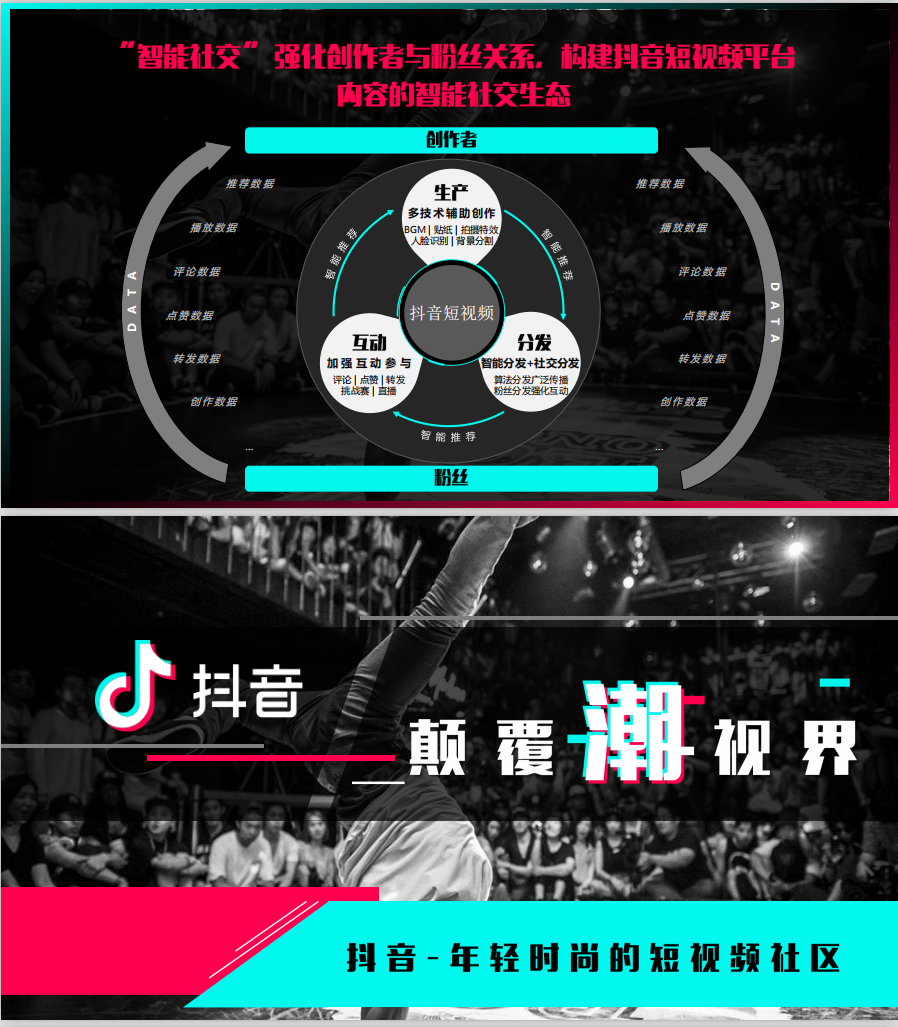 “智能社交”强化创作者与粉丝关系，构建抖音短视频平台
内容的智能社交生态
创作者
生产
多技术辅助创作
BGM | 贴纸 | 拍摄特效
人脸识别 | 背景分割
智能推荐
智能推荐
抖音短视频
互动
加强互动参与
评论 | 点赞 | 转发
挑战赛 | 直播
分发
智能分发+社交分发
算法分发广泛传播
粉丝分发强化互动
智能推荐
DATA
推荐数据
播放数据
评论数据
点赞数据
转发数据
创作数据
...
推荐数据
播放数据
评论数据
点赞数据
转发数据
创作数据
...
DATA
粉丝
抖音
颠覆潮视界
抖音-年轻时尚的短视频社区